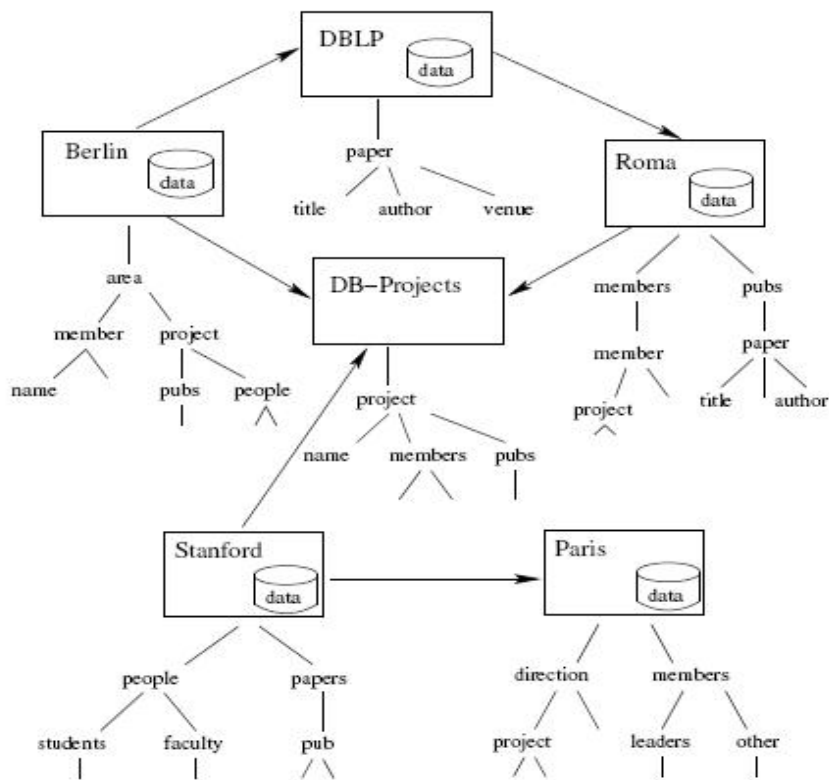 DBLP
data
Berlin
data
paper
Roma
data
title author venue
area
DB-Projects
members pubs
member project
member paper
name pubs people
project
project title author
name members pubs
Stanford
data
Paris
data
people papers
direction members
students faculty pub
project leaders other